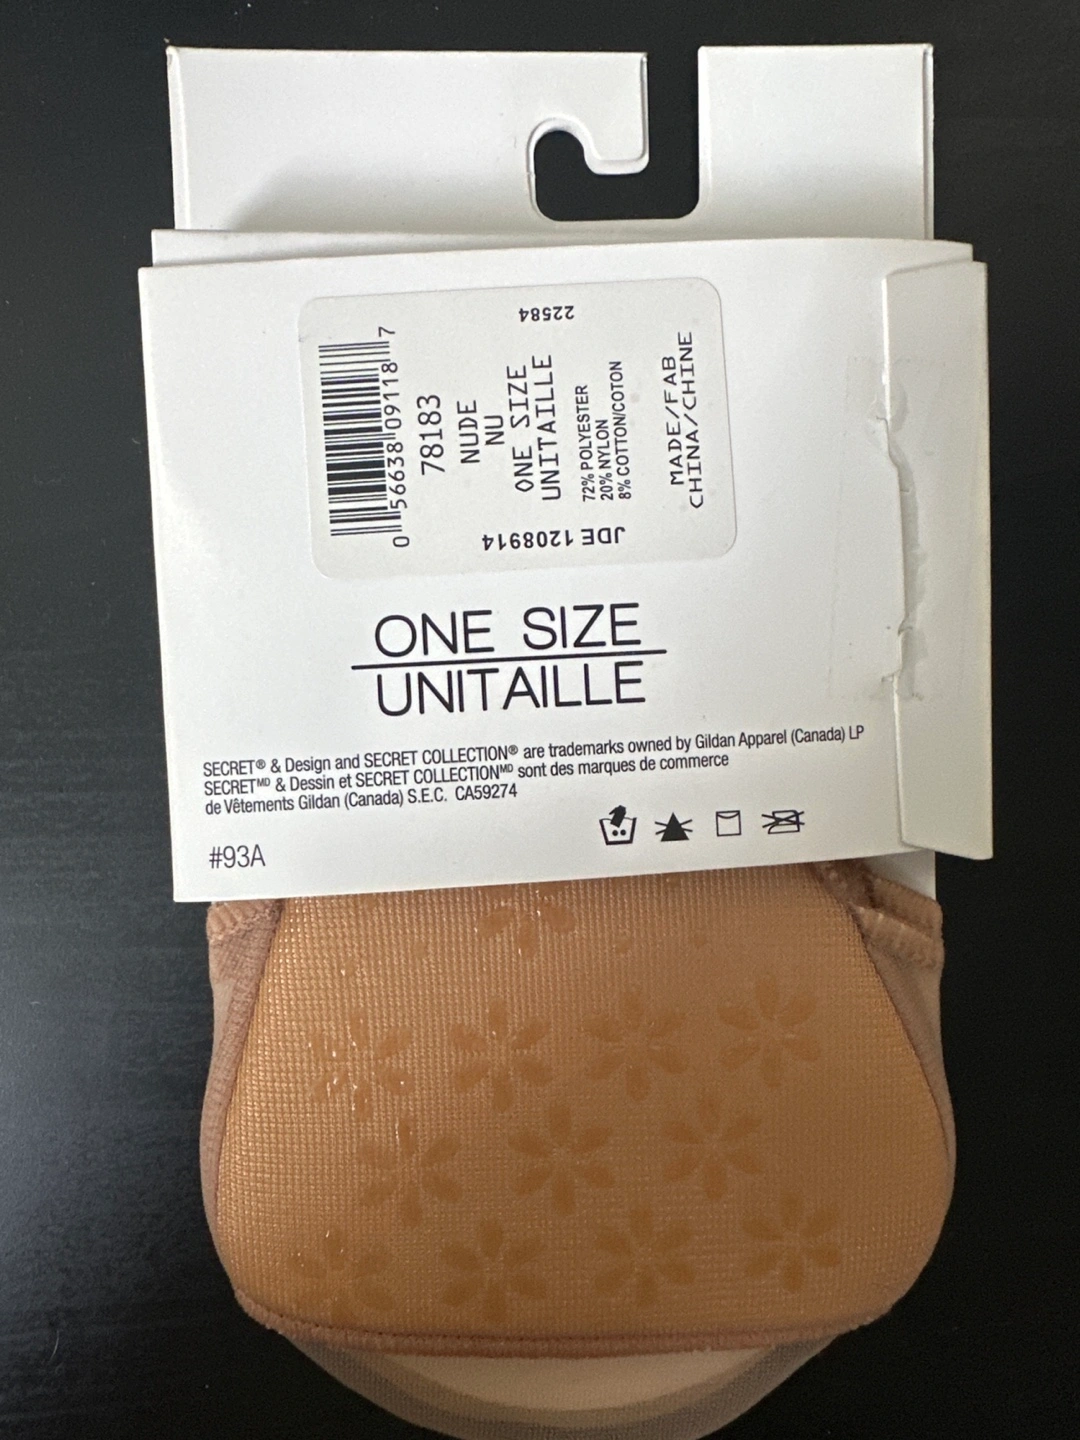 0 56638 09118 7
78183
NUDE
NU
ONE SIZE
UNITAILLE
72% POLYESTER
20% NYLON
8% COTTON/COTON
MADE/FAB
CHINA/CHINE
22584
JDE 1208914
ONE SIZE
UNITAILLE
SECRET® & Design and SECRET COLLECTION® are trademarks owned by Gildan Apparel (Canada) LP
SECRETᴹᴰ & Dessin et SECRET COLLECTIONᴹᴰ sont des marques de commerce
de Vêtements Gildan (Canada) S.E.C. CA59274
#93A